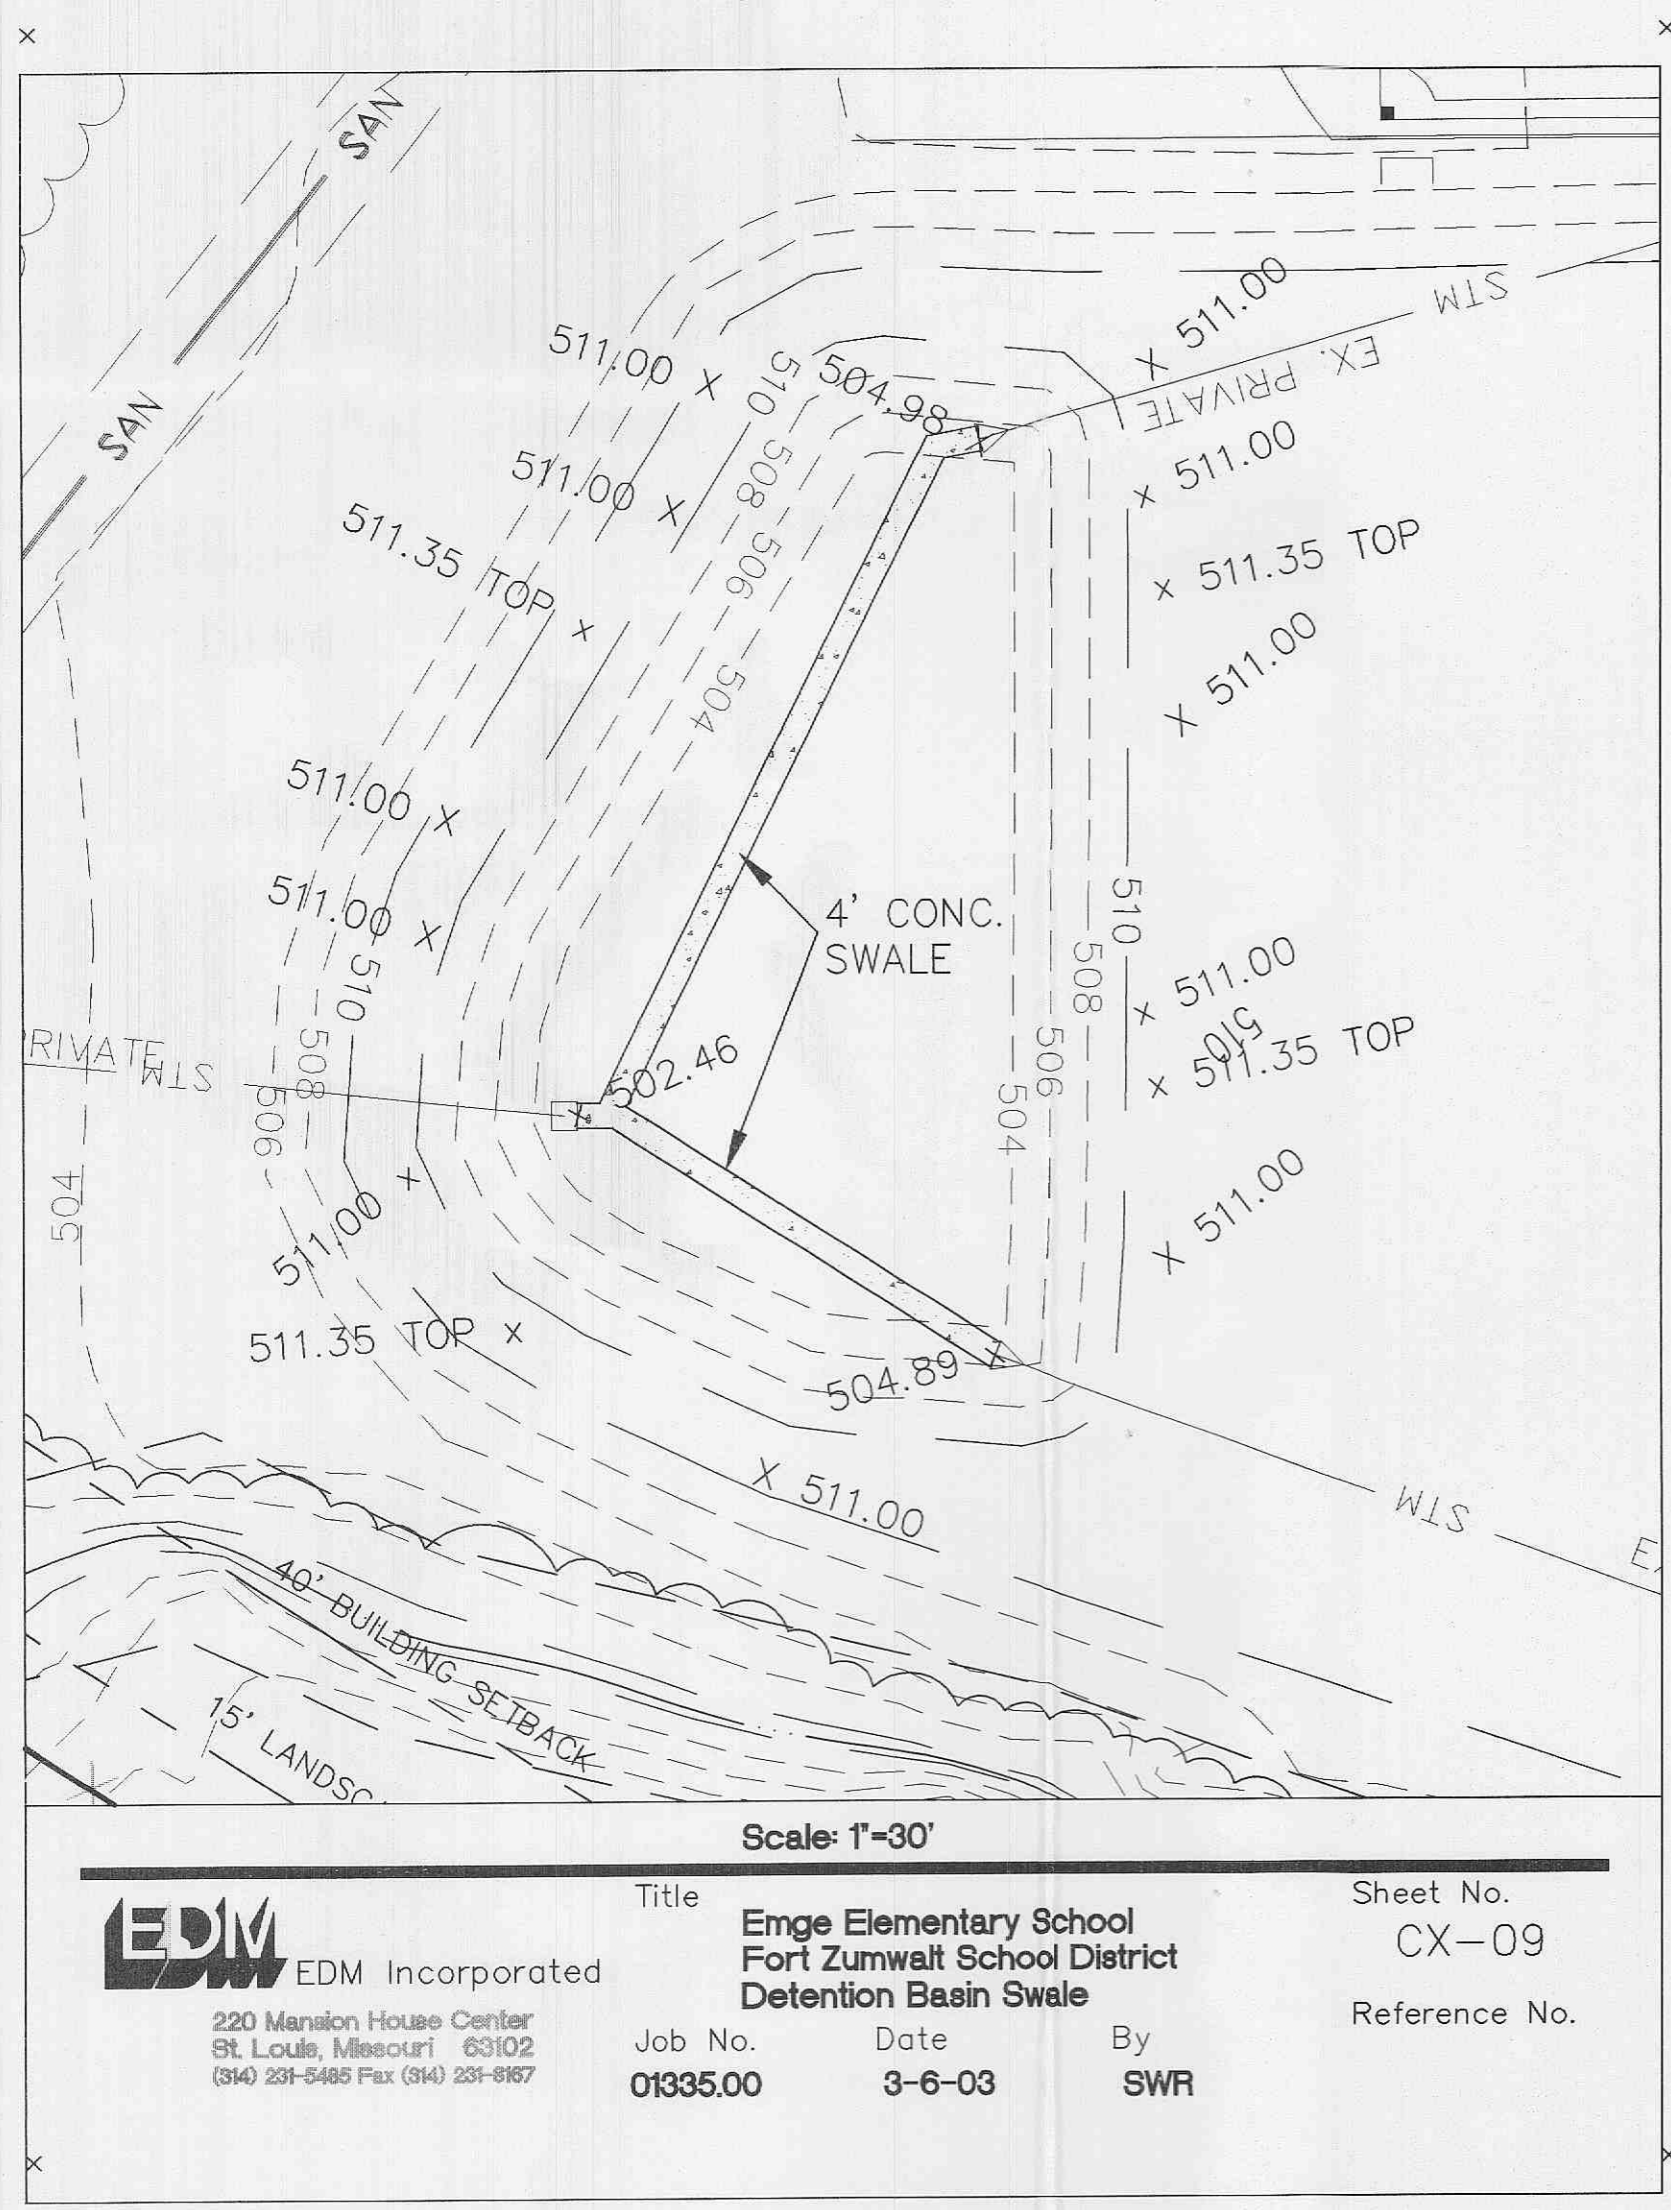 SAN
SAN
STM
EX. PRIVATE
511.00
511.00
510
504.98
511.00
508
511.00
511.35 TOP
506
511.35 TOP
511.00
504
511.00
511.00
4' CONC.
SWALE
510
511.00
510
508
510
511.35 TOP
PRIVATE
STM
508
506
502.46
506
504
504
511.00
511.00
511.35 TOP
504.89
X 511.00
STM
40' BUILDING SETBACK
15' LANDSC
Scale: 1"=30'
EDM
EDM Incorporated
220 Mansion House Center
St. Louis, Missouri 63102
(314) 231-5485 Fax (314) 231-8167
Title
Emge Elementary School
Fort Zumwalt School District
Detention Basin Swale
Job No.
01335.00
Date
3-6-03
By
SWR
Sheet No.
CX-09
Reference No.